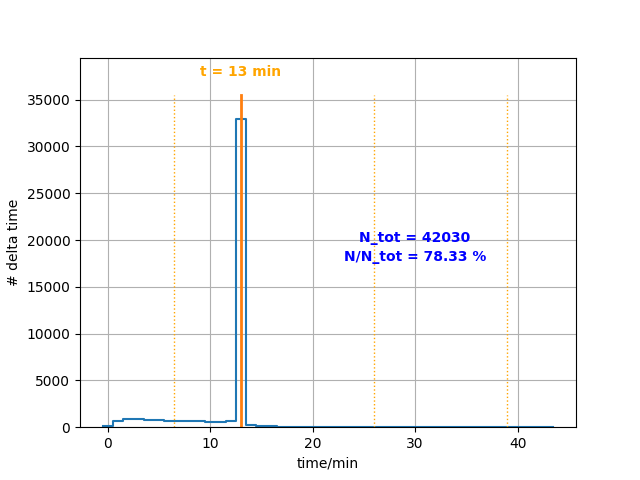 t = 13 min
35000
30000
25000
20000
15000
10000
5000
0
# delta time
N_tot = 42030
N/N_tot = 78.33 %
0 10 20 30 40
time/min